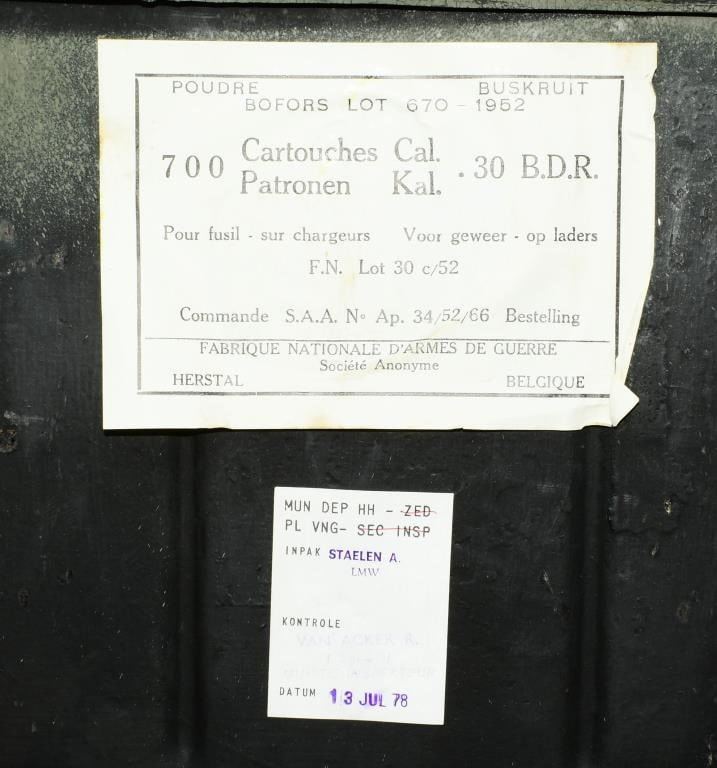 POUDRE BUSKRUIT
BOFORS LOT 670 - 1952
700 Cartouches Cal. .30 B.D.R.
Patronen Kal.
Pour fusil - sur chargeurs Voor geweer - op laders
F.N. Lot 30 c/52
Commande S.A.A. No Ap. 34/52/66 Bestelling
FABRIQUE NATIONALE D'ARMES DE GUERRE
Société Anonyme
HERSTAL BELGIQUE
MUN DEP HH - ZED
PL VNG- SEC INSP
INPAK STAELEN A.
LMW
KONTROLE
VAN ACKER R.
DATUM 13 JUL 78